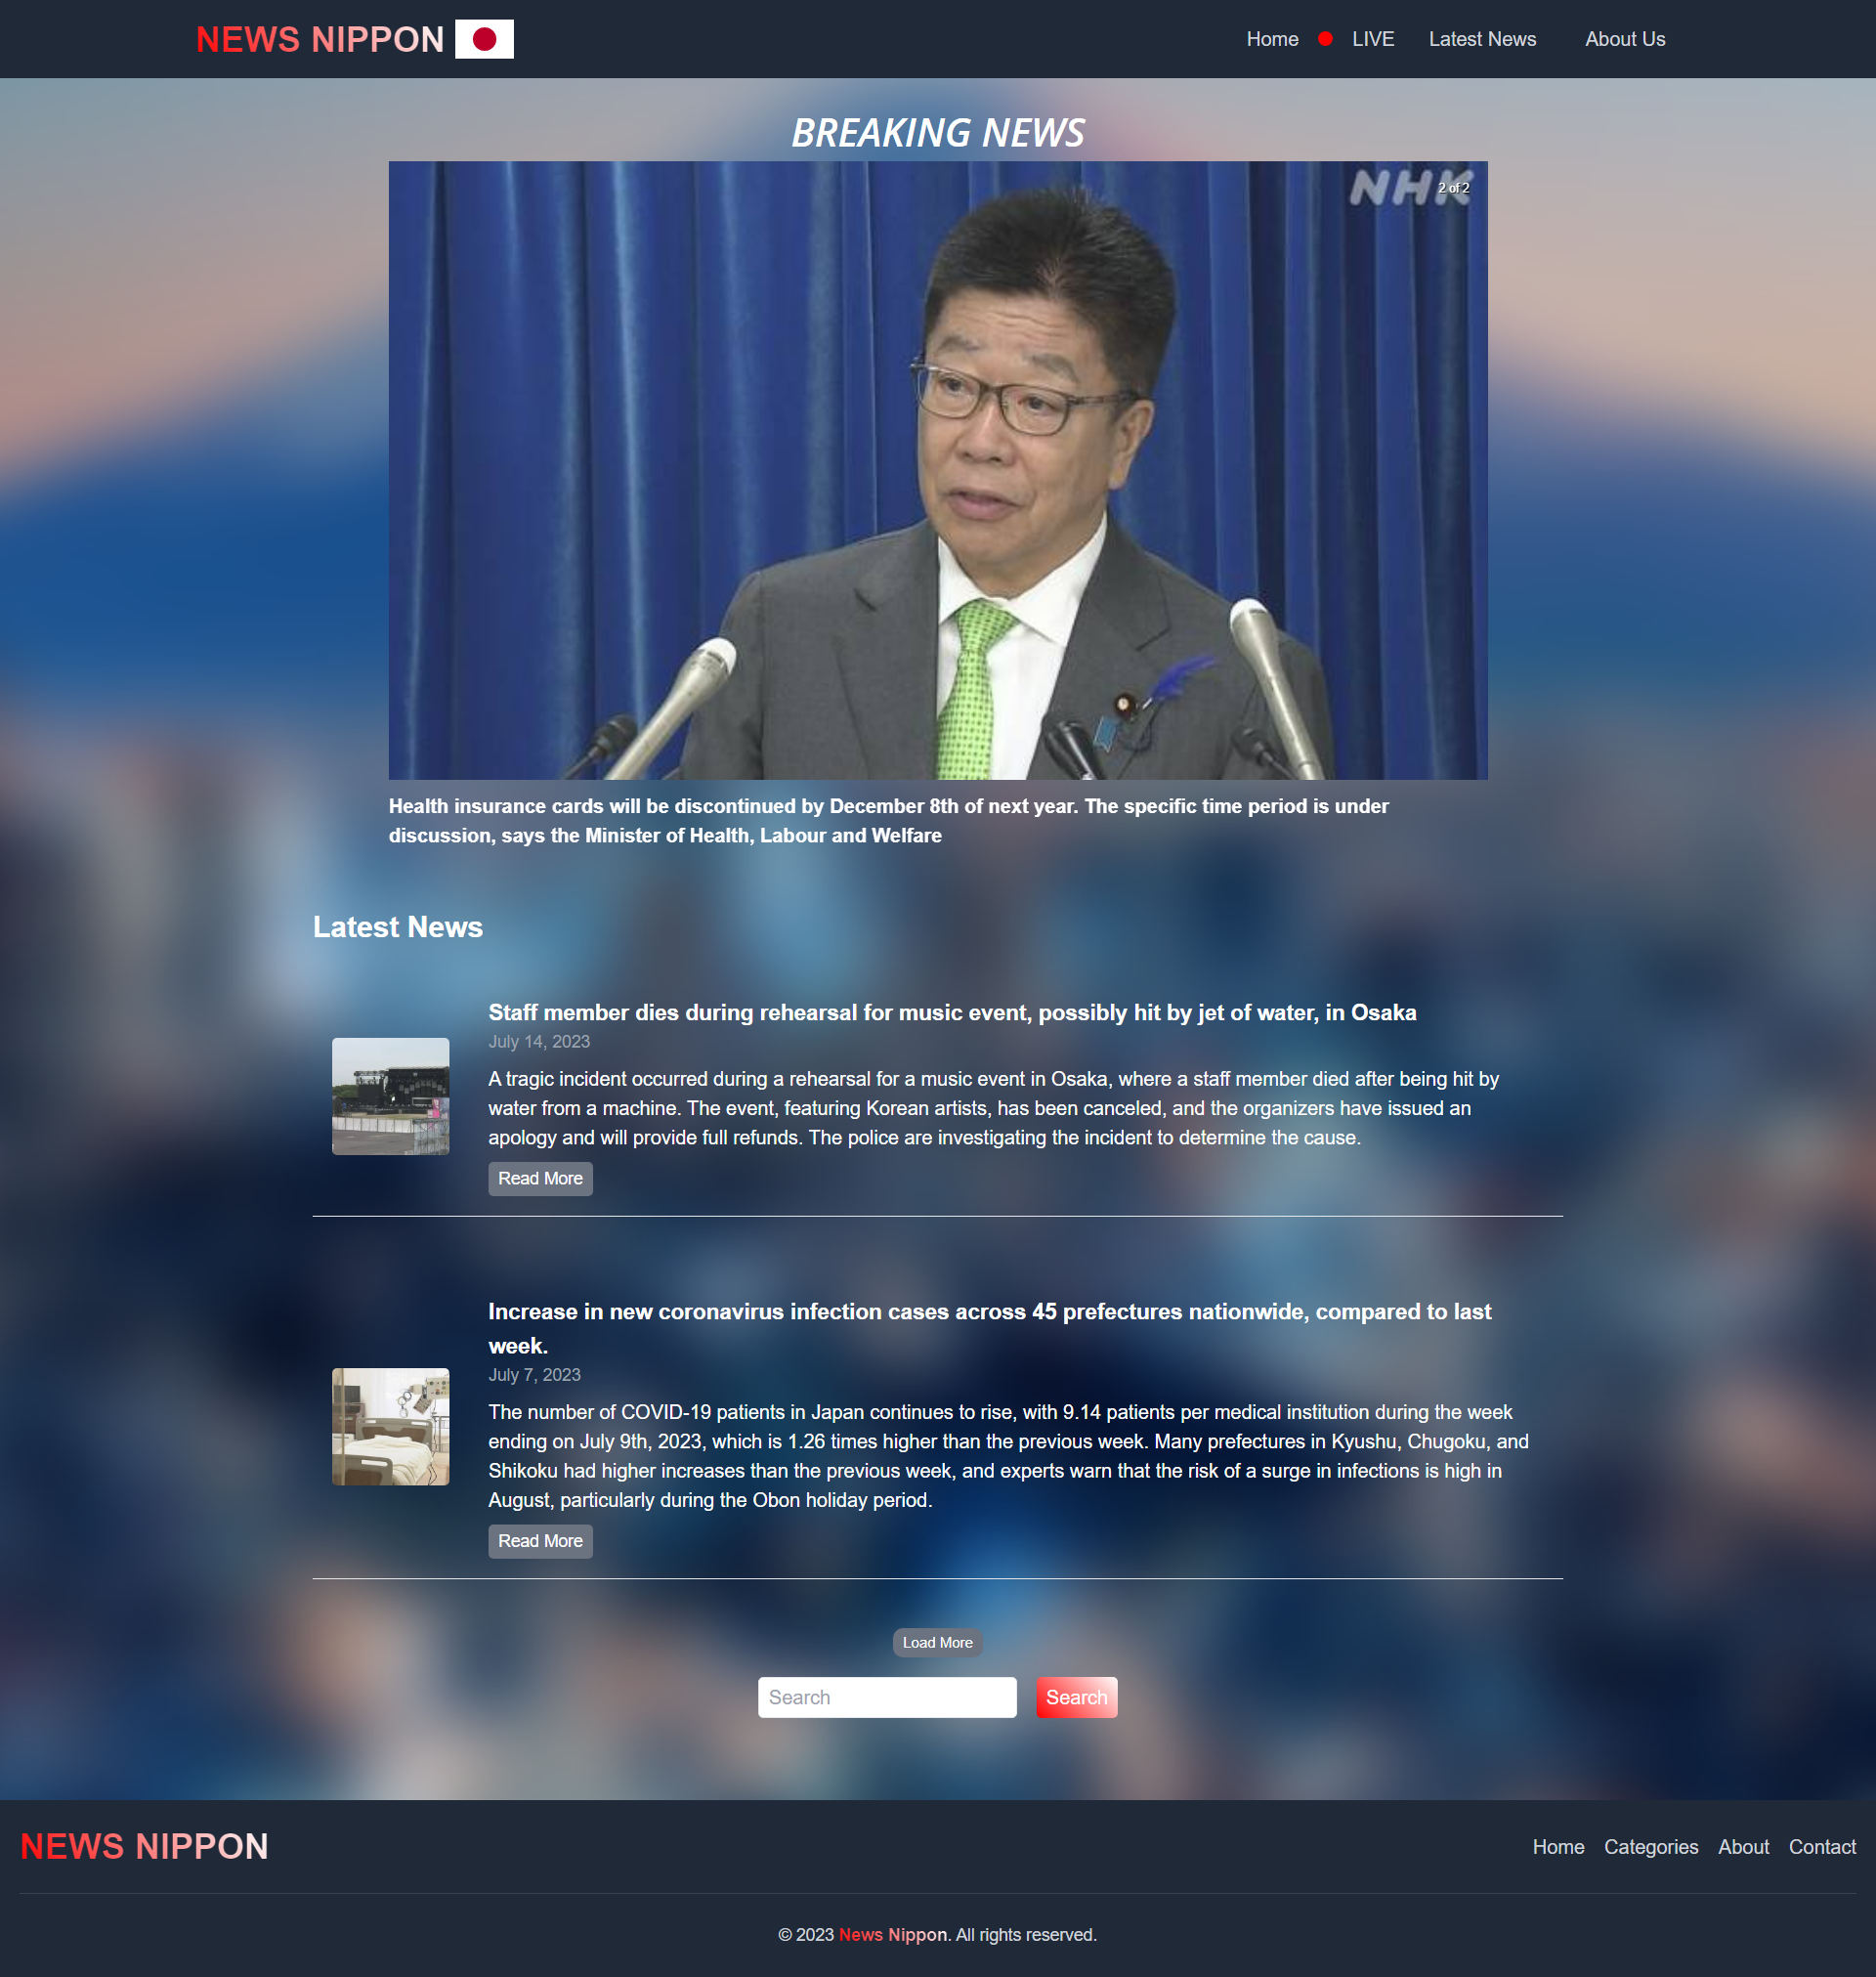 NEWS NIPPON
Home
LIVE
Latest News
About Us
BREAKING NEWS
NHK
2 of 2
Health insurance cards will be discontinued by December 8th of next year. The specific time period is under
discussion, says the Minister of Health, Labour and Welfare
Latest News
Staff member dies during rehearsal for music event, possibly hit by jet of water, in Osaka
July 14, 2023
A tragic incident occurred during a rehearsal for a music event in Osaka, where a staff member died after being hit by
water from a machine. The event, featuring Korean artists, has been canceled, and the organizers have issued an
apology and will provide full refunds. The police are investigating the incident to determine the cause.
Read More
Increase in new coronavirus infection cases across 45 prefectures nationwide, compared to last
week.
July 7, 2023
The number of COVID-19 patients in Japan continues to rise, with 9.14 patients per medical institution during the week
ending on July 9th, 2023, which is 1.26 times higher than the previous week. Many prefectures in Kyushu, Chugoku, and
Shikoku had higher increases than the previous week, and experts warn that the risk of a surge in infections is high in
August, particularly during the Obon holiday period.
Read More
Load More
Search
Search
NEWS NIPPON
Home
Categories
About
Contact
© 2023 News Nippon. All rights reserved.